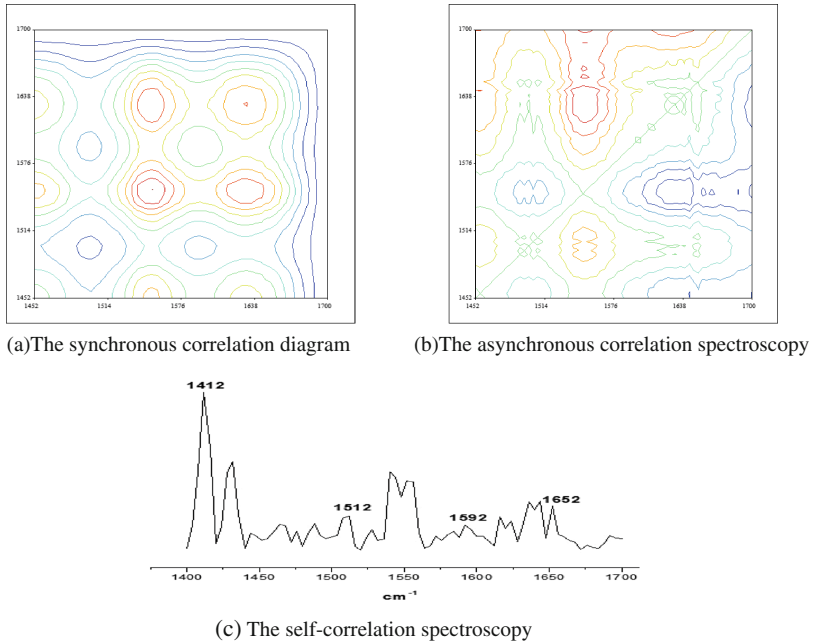 1700
1638
1576
1514
1452
1452 1514 1576 1638 1700
(a)The synchronous correlation diagram
1700
1638
1576
1514
1452
1452 1514 1576 1638 1700
(b)The asynchronous correlation spectroscopy
1412
1512
1592
1652
1400 1450 1500 1550 1600 1650 1700
cm⁻¹
(c) The self-correlation spectroscopy